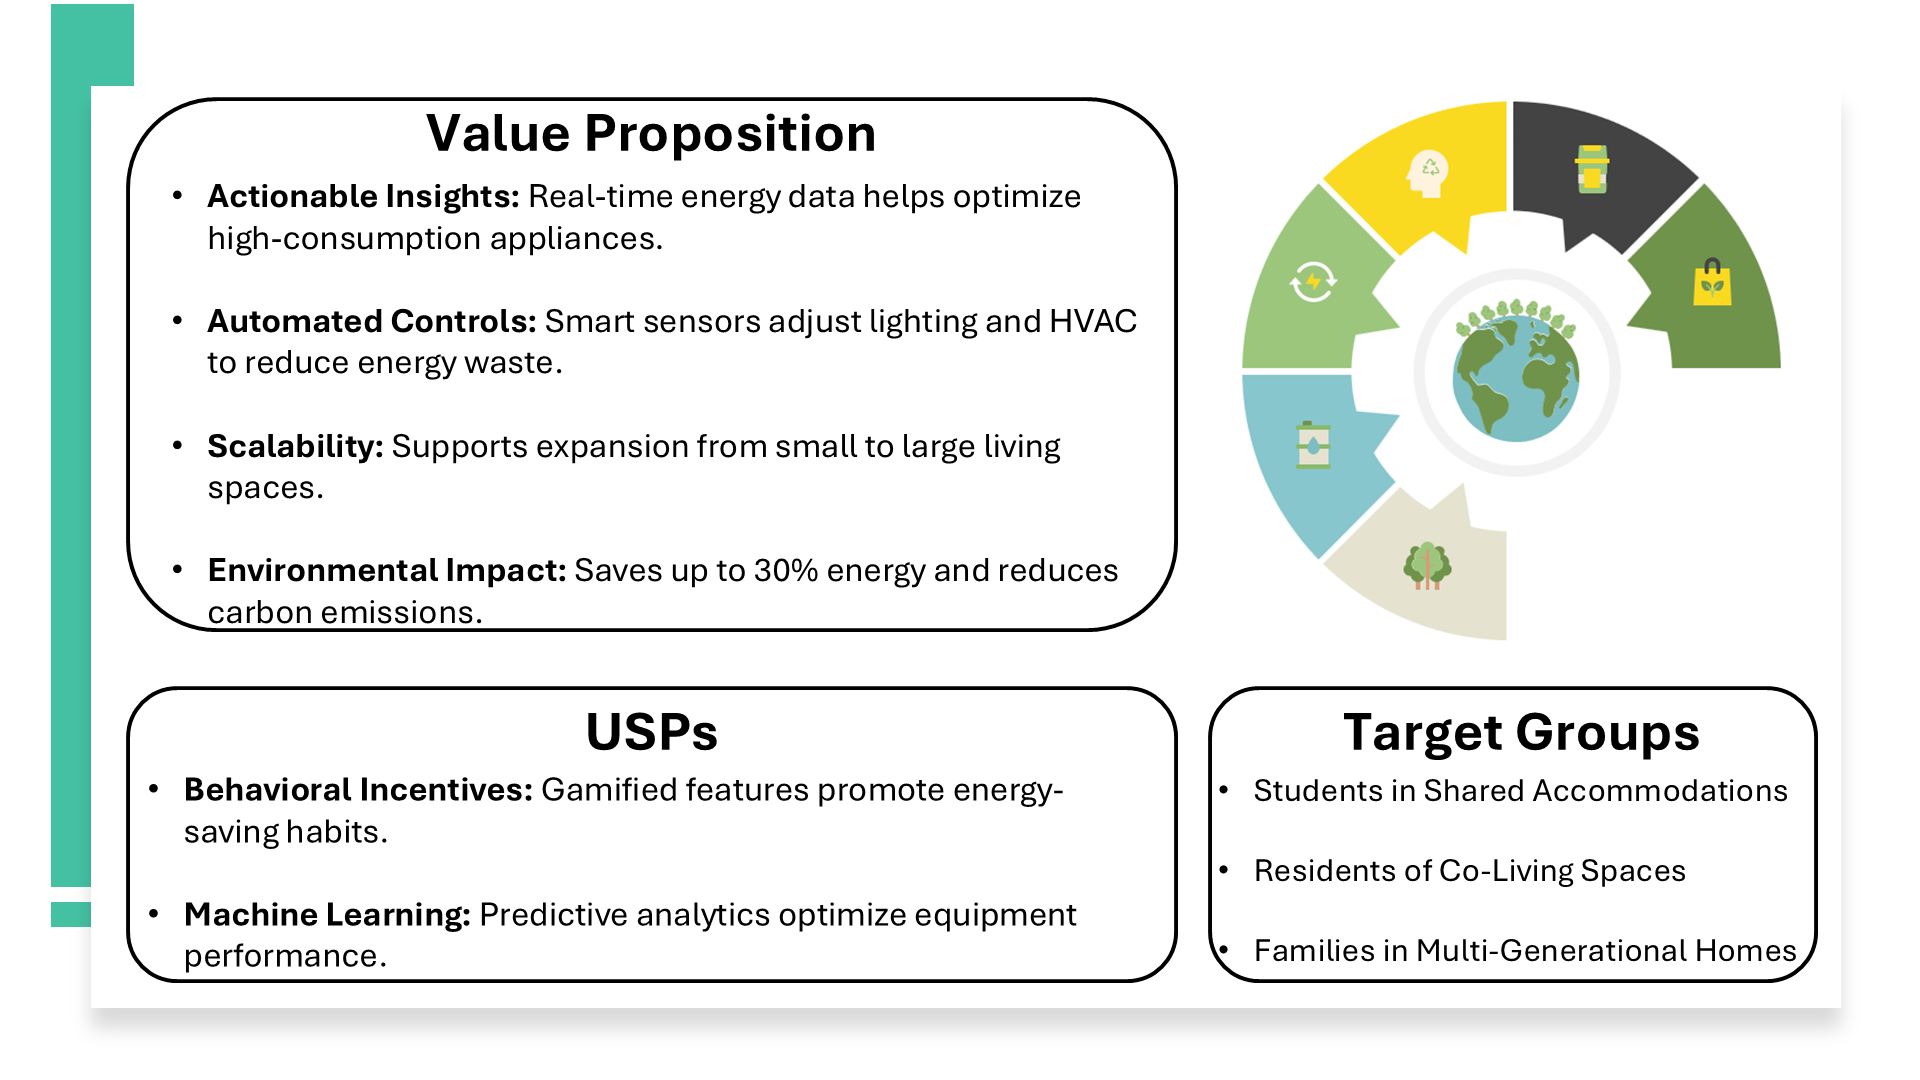 Value Proposition
• Actionable Insights: Real-time energy data helps optimize
high-consumption appliances.
• Automated Controls: Smart sensors adjust lighting and HVAC
to reduce energy waste.
• Scalability: Supports expansion from small to large living
spaces.
• Environmental Impact: Saves up to 30% energy and reduces
carbon emissions.
USPs
• Behavioral Incentives: Gamified features promote energy-
saving habits.
• Machine Learning: Predictive analytics optimize equipment
performance.
Target Groups
• Students in Shared Accommodations
• Residents of Co-Living Spaces
• Families in Multi-Generational Homes